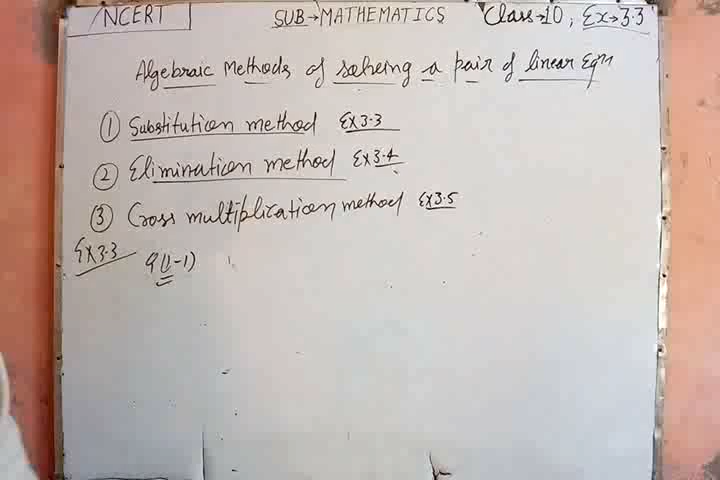 NCERT SUB→MATHEMATICS Class→10, Ex→3.3
Algebraic Methods of solving a pair of linear Eqn
① Substitution method Ex 3.3
② Elimination method Ex 3.4
③ Cross multiplication method Ex 3.5
Ex 3.3
Q(1-1)